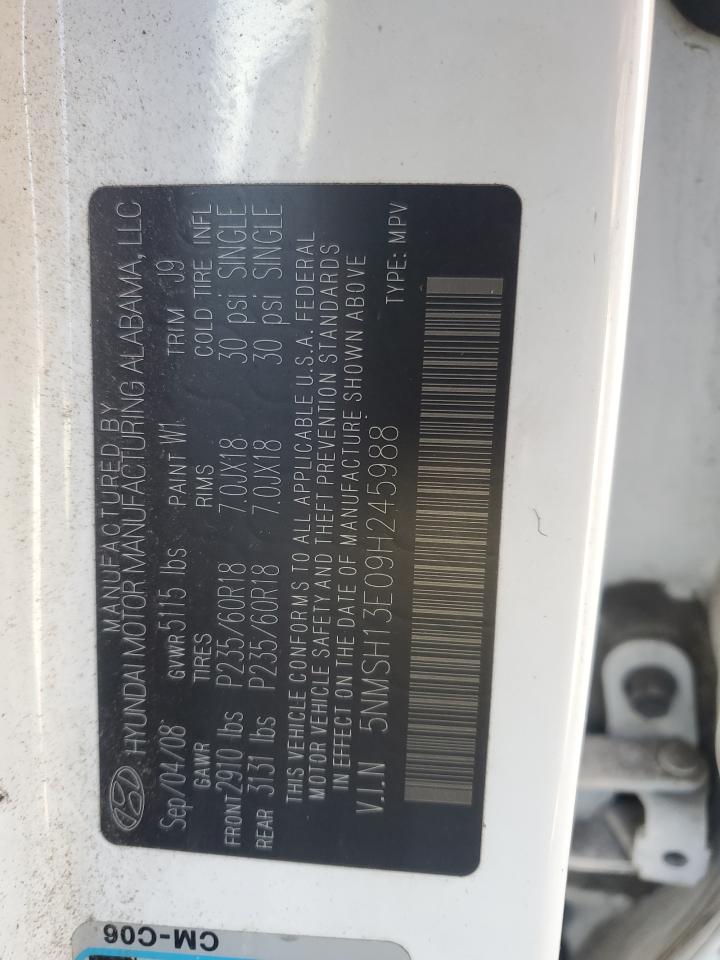 MANUFACTURED BY
HYUNDAI MOTOR MANUFACTURING ALABAMA, LLC
Sep/04/08 GVWR 5115 lbs PAINT W1 TRIM J9
GAWR TIRES RIMS COLD TIRE INFL
FRONT 2910 lbs P235/60R18 7.0JX18 30 psi SINGLE
REAR 3131 lbs P235/60R18 7.0JX18 30 psi SINGLE
THIS VEHICLE CONFORMS TO ALL APPLICABLE U.S.A. FEDERAL
MOTOR VEHICLE SAFETY AND THEFT PREVENTION STANDARDS
IN EFFECT ON THE DATE OF MANUFACTURE SHOWN ABOVE
V.I.N 5NMSH13E09H245988
TYPE: MPV
CM-C06